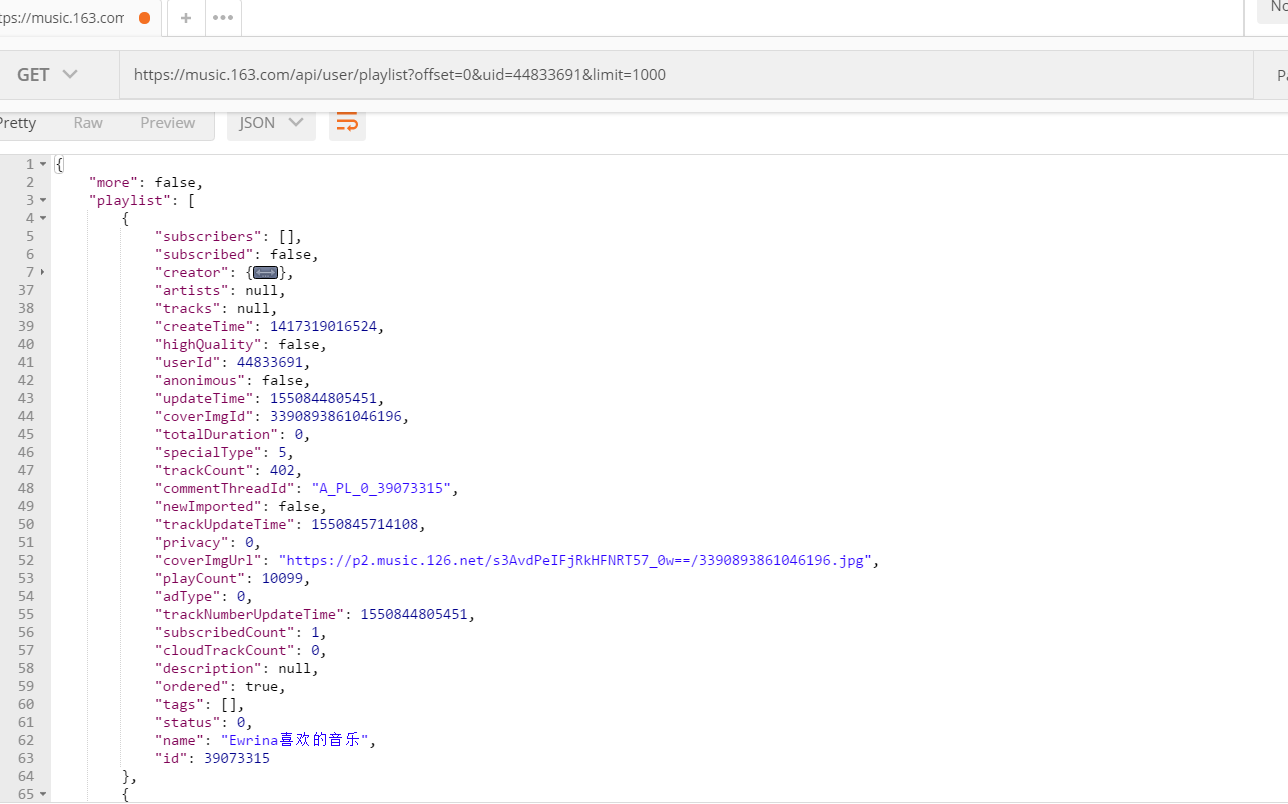 tps://music.163.com
No
GET
https://music.163.com/api/user/playlist?offset=0&uid=44833691&limit=1000
Pa
Pretty Raw Preview JSON
1 {
2 "more": false,
3 "playlist": [
4 {
5 "subscribers": [],
6 "subscribed": false,
7 "creator": {},
37 "artists": null,
38 "tracks": null,
39 "createTime": 1417319016524,
40 "highQuality": false,
41 "userId": 44833691,
42 "anonimous": false,
43 "updateTime": 1550844805451,
44 "coverImgId": 3390893861046196,
45 "totalDuration": 0,
46 "specialType": 5,
47 "trackCount": 402,
48 "commentThreadId": "A_PL_0_39073315",
49 "newImported": false,
50 "trackUpdateTime": 1550845714108,
51 "privacy": 0,
52 "coverImgUrl": "https://p2.music.126.net/s3AvdPeIFjRkHFNRT57_0w==/3390893861046196.jpg",
53 "playCount": 10099,
54 "adType": 0,
55 "trackNumberUpdateTime": 1550844805451,
56 "subscribedCount": 1,
57 "cloudTrackCount": 0,
58 "description": null,
59 "ordered": true,
60 "tags": [],
61 "status": 0,
62 "name": "Ewrina喜欢的音乐",
63 "id": 39073315
64 },
65 {